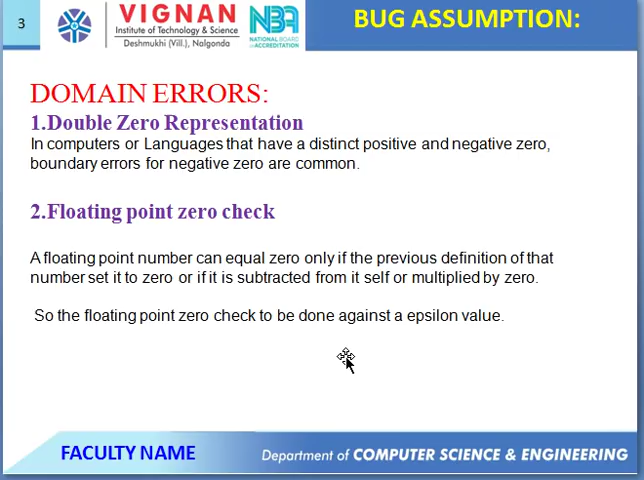 3
VIGNAN
Institute of Technology & Science
Deshmukhi (Vill.), Nalgonda
NBA
NATIONAL BOARD
of ACCREDITATION
BUG ASSUMPTION:
DOMAIN ERRORS:
1.Double Zero Representation
In computers or Languages that have a distinct positive and negative zero,
boundary errors for negative zero are common.
2.Floating point zero check
A floating point number can equal zero only if the previous definition of that
number set it to zero or if it is subtracted from it self or multiplied by zero.
So the floating point zero check to be done against a epsilon value.
FACULTY NAME
Department of COMPUTER SCIENCE & ENGINEERING